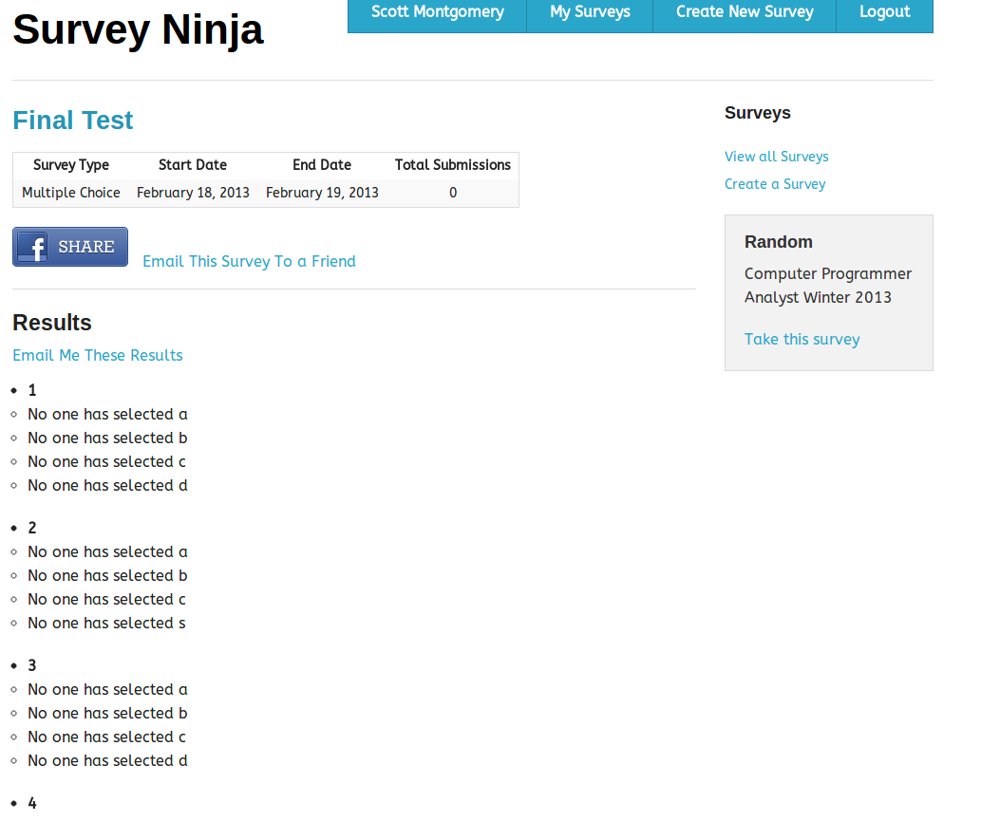 Survey Ninja
Scott Montgomery My Surveys Create New Survey Logout
Final Test
Survey Type Start Date End Date Total Submissions
Multiple Choice February 18, 2013 February 19, 2013 0
f SHARE Email This Survey To a Friend
Results
Email Me These Results
1
No one has selected a
No one has selected b
No one has selected c
No one has selected d
2
No one has selected a
No one has selected b
No one has selected c
No one has selected s
3
No one has selected a
No one has selected b
No one has selected c
No one has selected d
4
Surveys
View all Surveys
Create a Survey
Random
Computer Programmer
Analyst Winter 2013
Take this survey